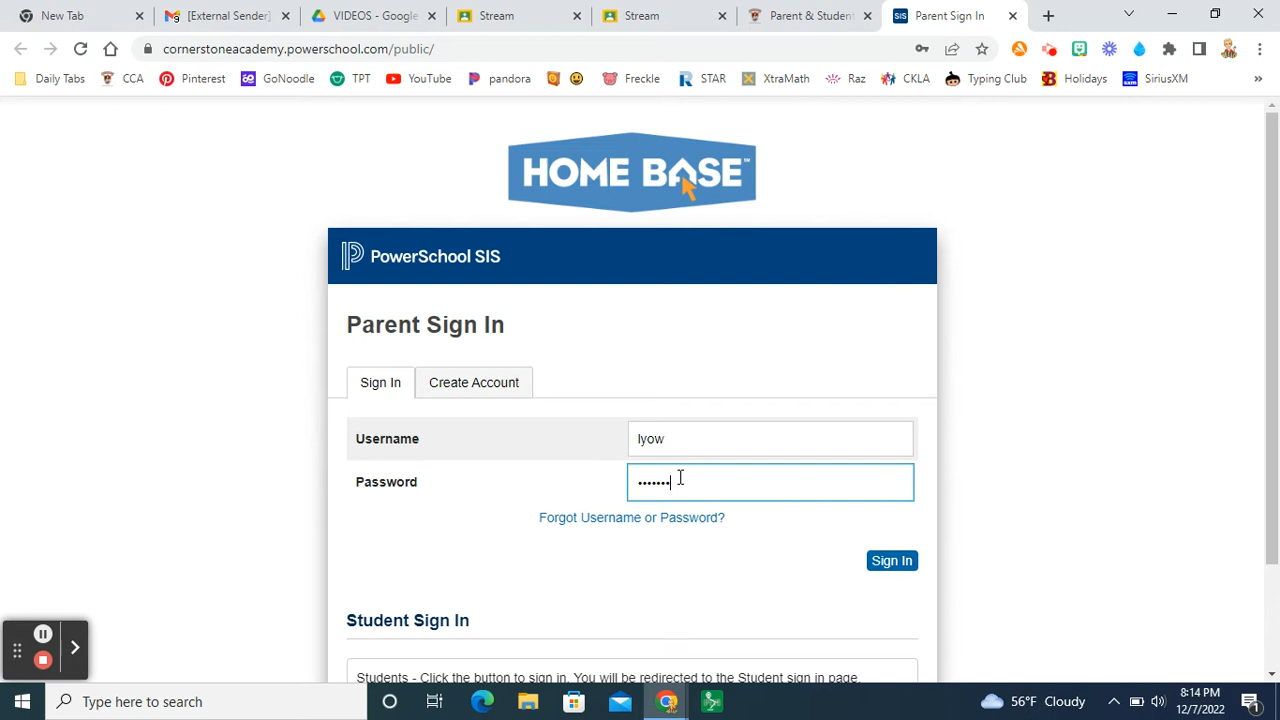 New Tab
[External Sender]
VIDEOS - Google
Stream
Stream
Parent & Studen
SIS
Parent Sign In
cornerstoneacademy.powerschool.com/public/
Daily Tabs
CCA
Pinterest
GoNoodle
TPT
YouTube
pandora
Freckle
STAR
XtraMath
Raz
CKLA
Typing Club
Holidays
SiriusXM
HOME BASE
PowerSchool SIS
Parent Sign In
Sign In
Create Account
Username
lyow
Password
•••••••
Forgot Username or Password?
Sign In
Student Sign In
Students - Click the button to sign in. You will be redirected to the Student sign in page.
Type here to search
56°F Cloudy
8:14 PM
12/7/2022
1